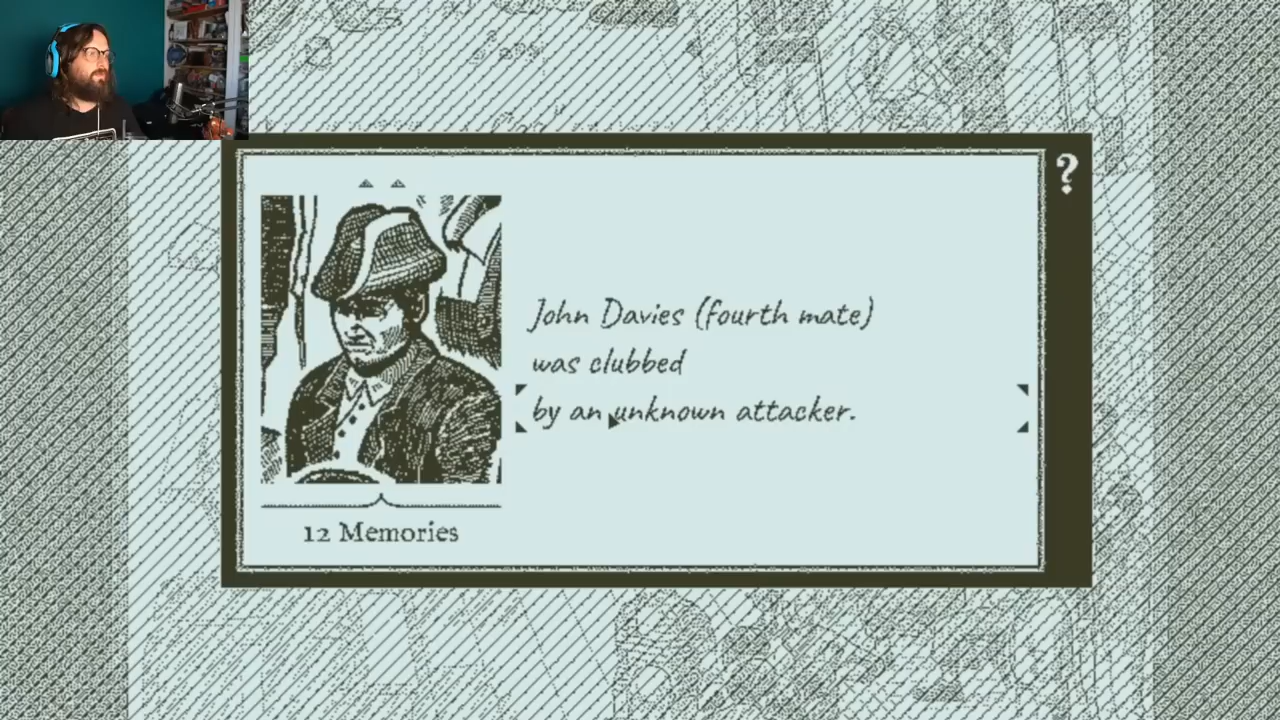 ?
John Davies (fourth mate)
was clubbed
by an unknown attacker.
12 Memories